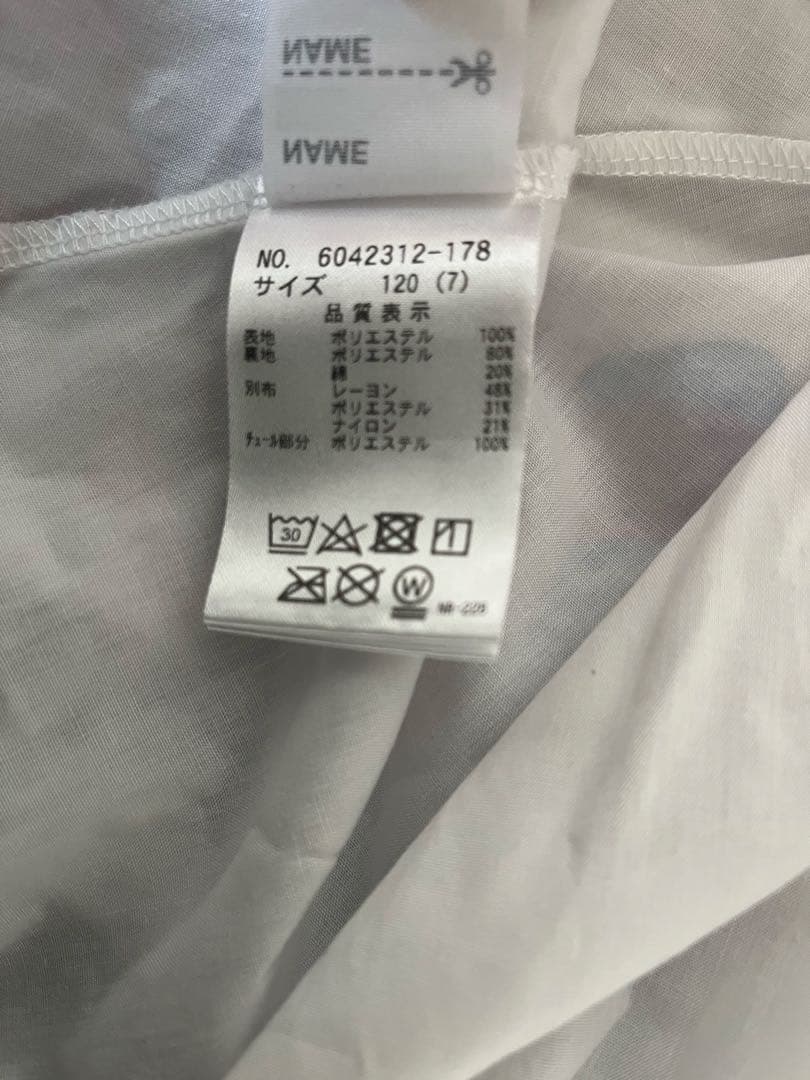 NAME
NAME
NO. 6042312-178
サイズ 120 (7)
品質表示
表地 ポリエステル 100%
裏地 ポリエステル 80%
綿 20%
別布 レーヨン 48%
ポリエステル 31%
ナイロン 21%
チュール部分 ポリエステル 100%
30
W